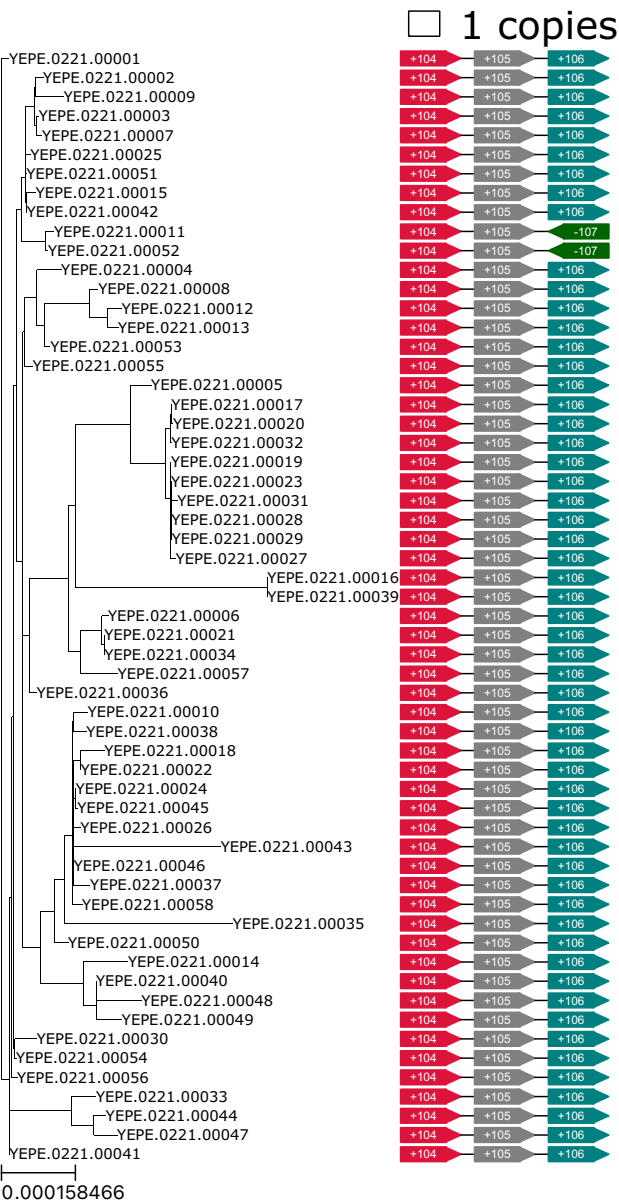 1 copies
YEPE.0221.00001 +104 +105 +106
YEPE.0221.00002 +104 +105 +106
YEPE.0221.00009 +104 +105 +106
YEPE.0221.00003 +104 +105 +106
YEPE.0221.00007 +104 +105 +106
YEPE.0221.00025 +104 +105 +106
YEPE.0221.00051 +104 +105 +106
YEPE.0221.00015 +104 +105 +106
YEPE.0221.00042 +104 +105 +106
YEPE.0221.00011 +104 +105 -107
YEPE.0221.00052 +104 +105 -107
YEPE.0221.00004 +104 +105 +106
YEPE.0221.00008 +104 +105 +106
YEPE.0221.00012 +104 +105 +106
YEPE.0221.00013 +104 +105 +106
YEPE.0221.00053 +104 +105 +106
YEPE.0221.00055 +104 +105 +106
YEPE.0221.00005 +104 +105 +106
YEPE.0221.00017 +104 +105 +106
YEPE.0221.00020 +104 +105 +106
YEPE.0221.00032 +104 +105 +106
YEPE.0221.00019 +104 +105 +106
YEPE.0221.00023 +104 +105 +106
YEPE.0221.00031 +104 +105 +106
YEPE.0221.00028 +104 +105 +106
YEPE.0221.00029 +104 +105 +106
YEPE.0221.00027 +104 +105 +106
YEPE.0221.00016 +104 +105 +106
YEPE.0221.00039 +104 +105 +106
YEPE.0221.00006 +104 +105 +106
YEPE.0221.00021 +104 +105 +106
YEPE.0221.00034 +104 +105 +106
YEPE.0221.00057 +104 +105 +106
YEPE.0221.00036 +104 +105 +106
YEPE.0221.00010 +104 +105 +106
YEPE.0221.00038 +104 +105 +106
YEPE.0221.00018 +104 +105 +106
YEPE.0221.00022 +104 +105 +106
YEPE.0221.00024 +104 +105 +106
YEPE.0221.00045 +104 +105 +106
YEPE.0221.00026 +104 +105 +106
YEPE.0221.00043 +104 +105 +106
YEPE.0221.00046 +104 +105 +106
YEPE.0221.00037 +104 +105 +106
YEPE.0221.00058 +104 +105 +106
YEPE.0221.00035 +104 +105 +106
YEPE.0221.00050 +104 +105 +106
YEPE.0221.00014 +104 +105 +106
YEPE.0221.00040 +104 +105 +106
YEPE.0221.00048 +104 +105 +106
YEPE.0221.00049 +104 +105 +106
YEPE.0221.00030 +104 +105 +106
YEPE.0221.00054 +104 +105 +106
YEPE.0221.00056 +104 +105 +106
YEPE.0221.00033 +104 +105 +106
YEPE.0221.00044 +104 +105 +106
YEPE.0221.00047 +104 +105 +106
YEPE.0221.00041 +104 +105 +106
0.000158466